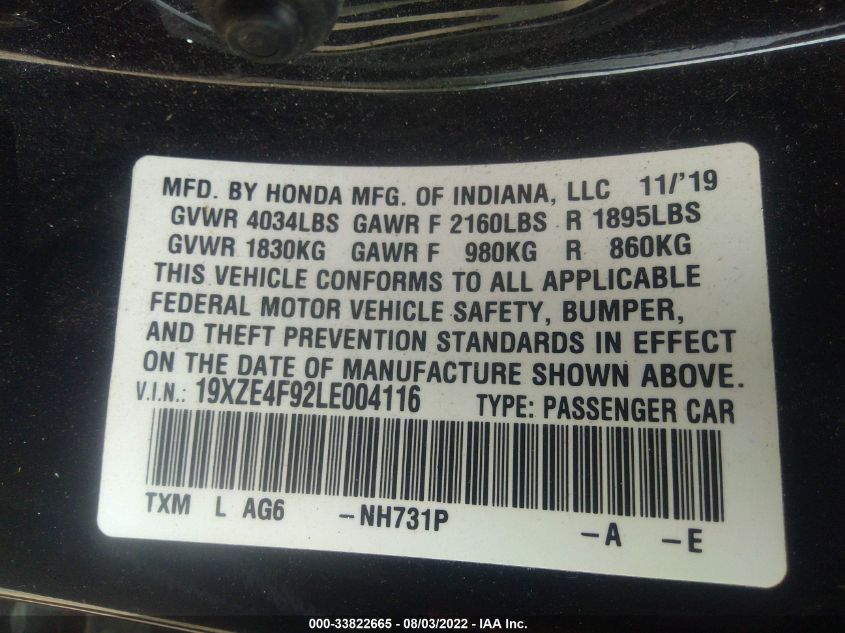 MFD. BY HONDA MFG. OF INDIANA, LLC 11/'19
GVWR 4034LBS GAWR F 2160LBS R 1895LBS
GVWR 1830KG GAWR F 980KG R 860KG
THIS VEHICLE CONFORMS TO ALL APPLICABLE
FEDERAL MOTOR VEHICLE SAFETY, BUMPER,
AND THEFT PREVENTION STANDARDS IN EFFECT
ON THE DATE OF MANUFACTURE SHOWN ABOVE.
V.I.N.: 19XZE4F92LE004116 TYPE: PASSENGER CAR
TXM L AG6 -NH731P -A -E
000-33822665 - 08/03/2022 - IAA Inc.